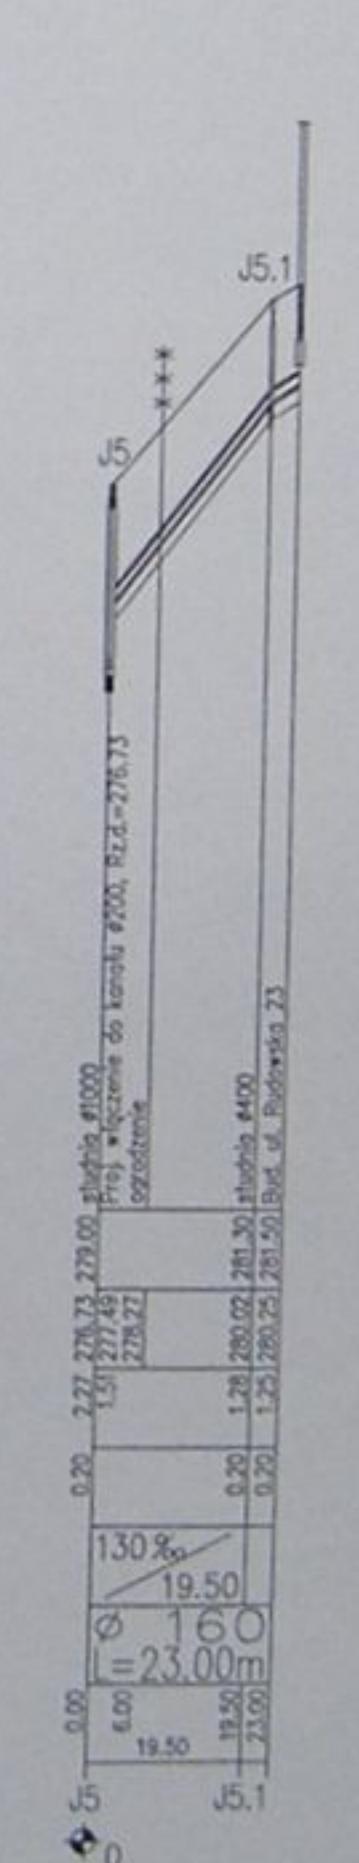 J5.1
J5
studnia ø1000
Proj. włączenie do kanału ø200, Rz.d.=276.73
ogrodzenie
studnia ø400
Bud. ul. Rudowska 23
279.00
281.30
281.50
276.73
277.49
278.27
280.02
280.25
2.27
1.51
1.28
1.25
0.20
0.20
0.20
130‰
19.50
Ø 160
L=23.00m
0.00
6.00
19.50
23.00
19.50
J5
J5.1
0